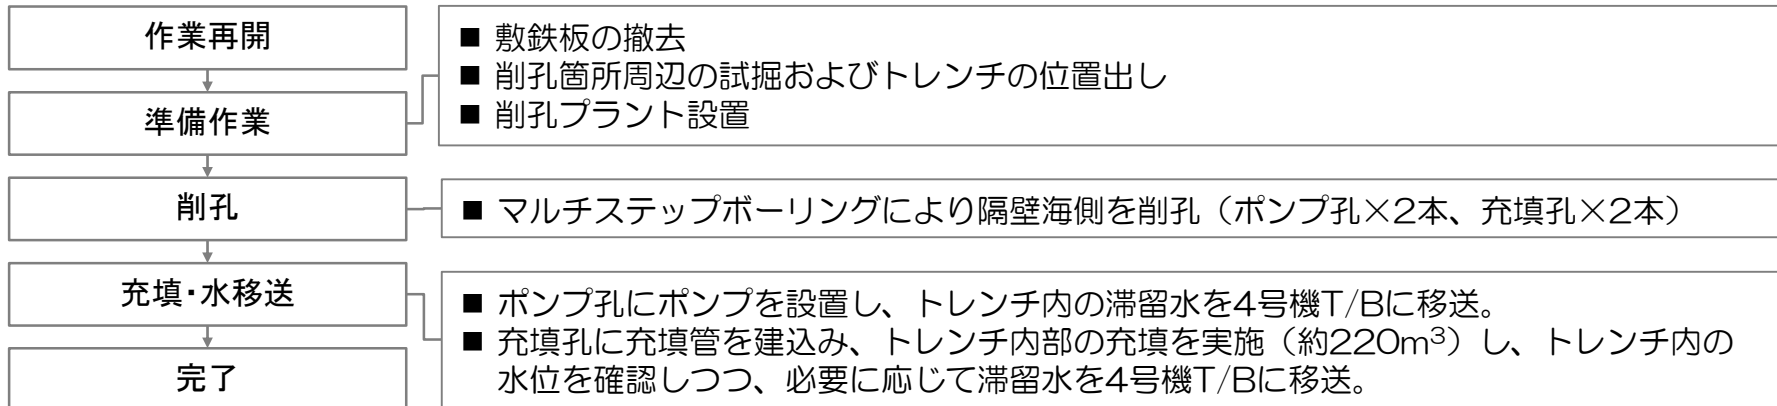 作業再開
■ 敷鉄板の撤去
■ 削孔箇所周辺の試掘およびトレンチの位置出し
■ 削孔プラント設置
準備作業
削孔
■ マルチステップボーリングにより隔壁海側を削孔（ポンプ孔×2本、充填孔×2本）
充填・水移送
■ ポンプ孔にポンプを設置し、トレンチ内の滞留水を4号機T/Bに移送。
■ 充填孔に充填管を建込み、トレンチ内部の充填を実施（約220m³）し、トレンチ内の
水位を確認しつつ、必要に応じて滞留水を4号機T/Bに移送。
完了